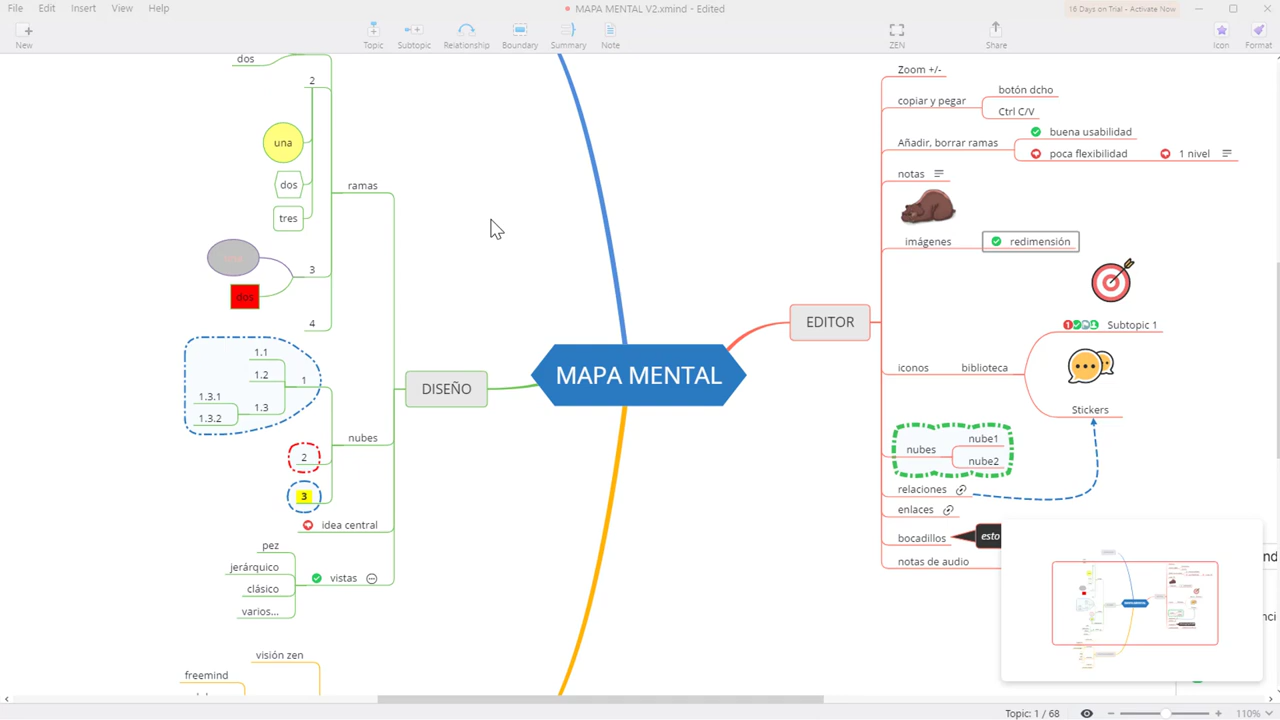 File Edit Insert View Help
MAPA MENTAL V2.xmind - Edited
16 Days on Trial - Activate Now
New
Topic
Subtopic
Relationship
Boundary
Summary
Note
ZEN
Share
Icon
Format
dos
2
una
dos
tres
ramas
3
dos
4
1.1
1.2
1
1.3.1
1.3
1.3.2
nubes
2
3
idea central
pez
jerárquico
vistas
clásico
varios...
visión zen
freemind
DISEÑO
MAPA MENTAL
EDITOR
Zoom +/-
copiar y pegar
botón dcho
Ctrl C/V
Añadir, borrar ramas
buena usabilidad
poca flexibilidad
1 nivel
notas
imágenes
redimensión
Subtopic 1
iconos
biblioteca
Stickers
nubes
nube1
nube2
relaciones
enlaces
bocadillos
esto
notas de audio
Topic: 1 / 68
110%